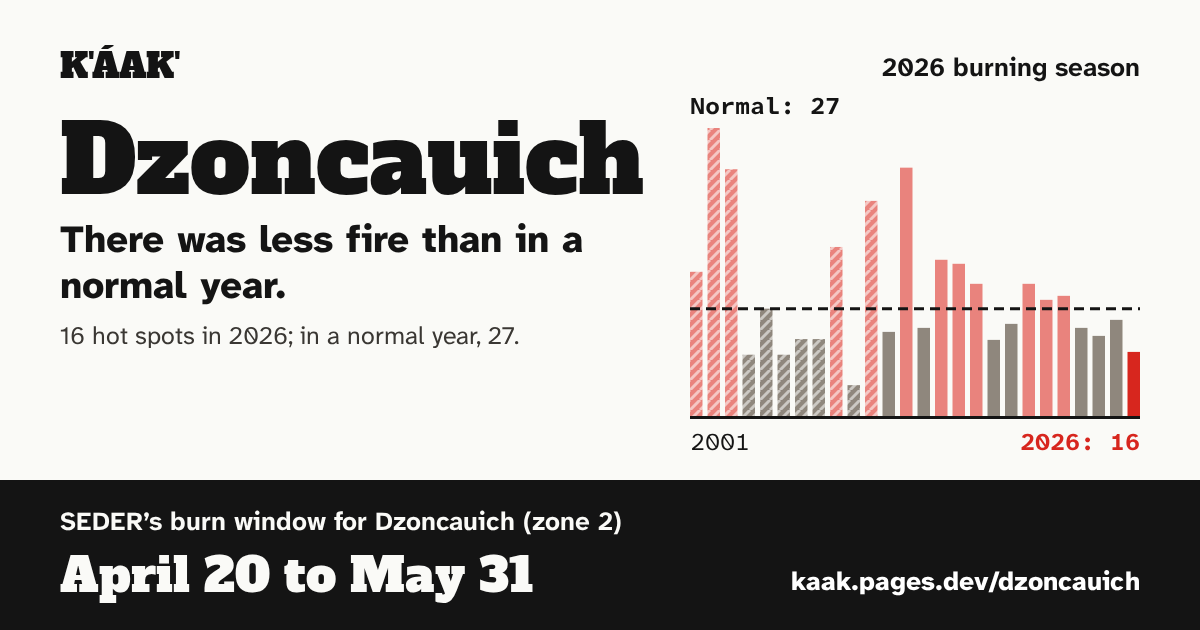 K'ÁAK'
2026 burning season
Dzoncauich
There was less fire than in a
normal year.
16 hot spots in 2026; in a normal year, 27.
Normal: 27
2001
2026: 16
SEDER’s burn window for Dzoncauich (zone 2)
April 20 to May 31
kaak.pages.dev/dzoncauich